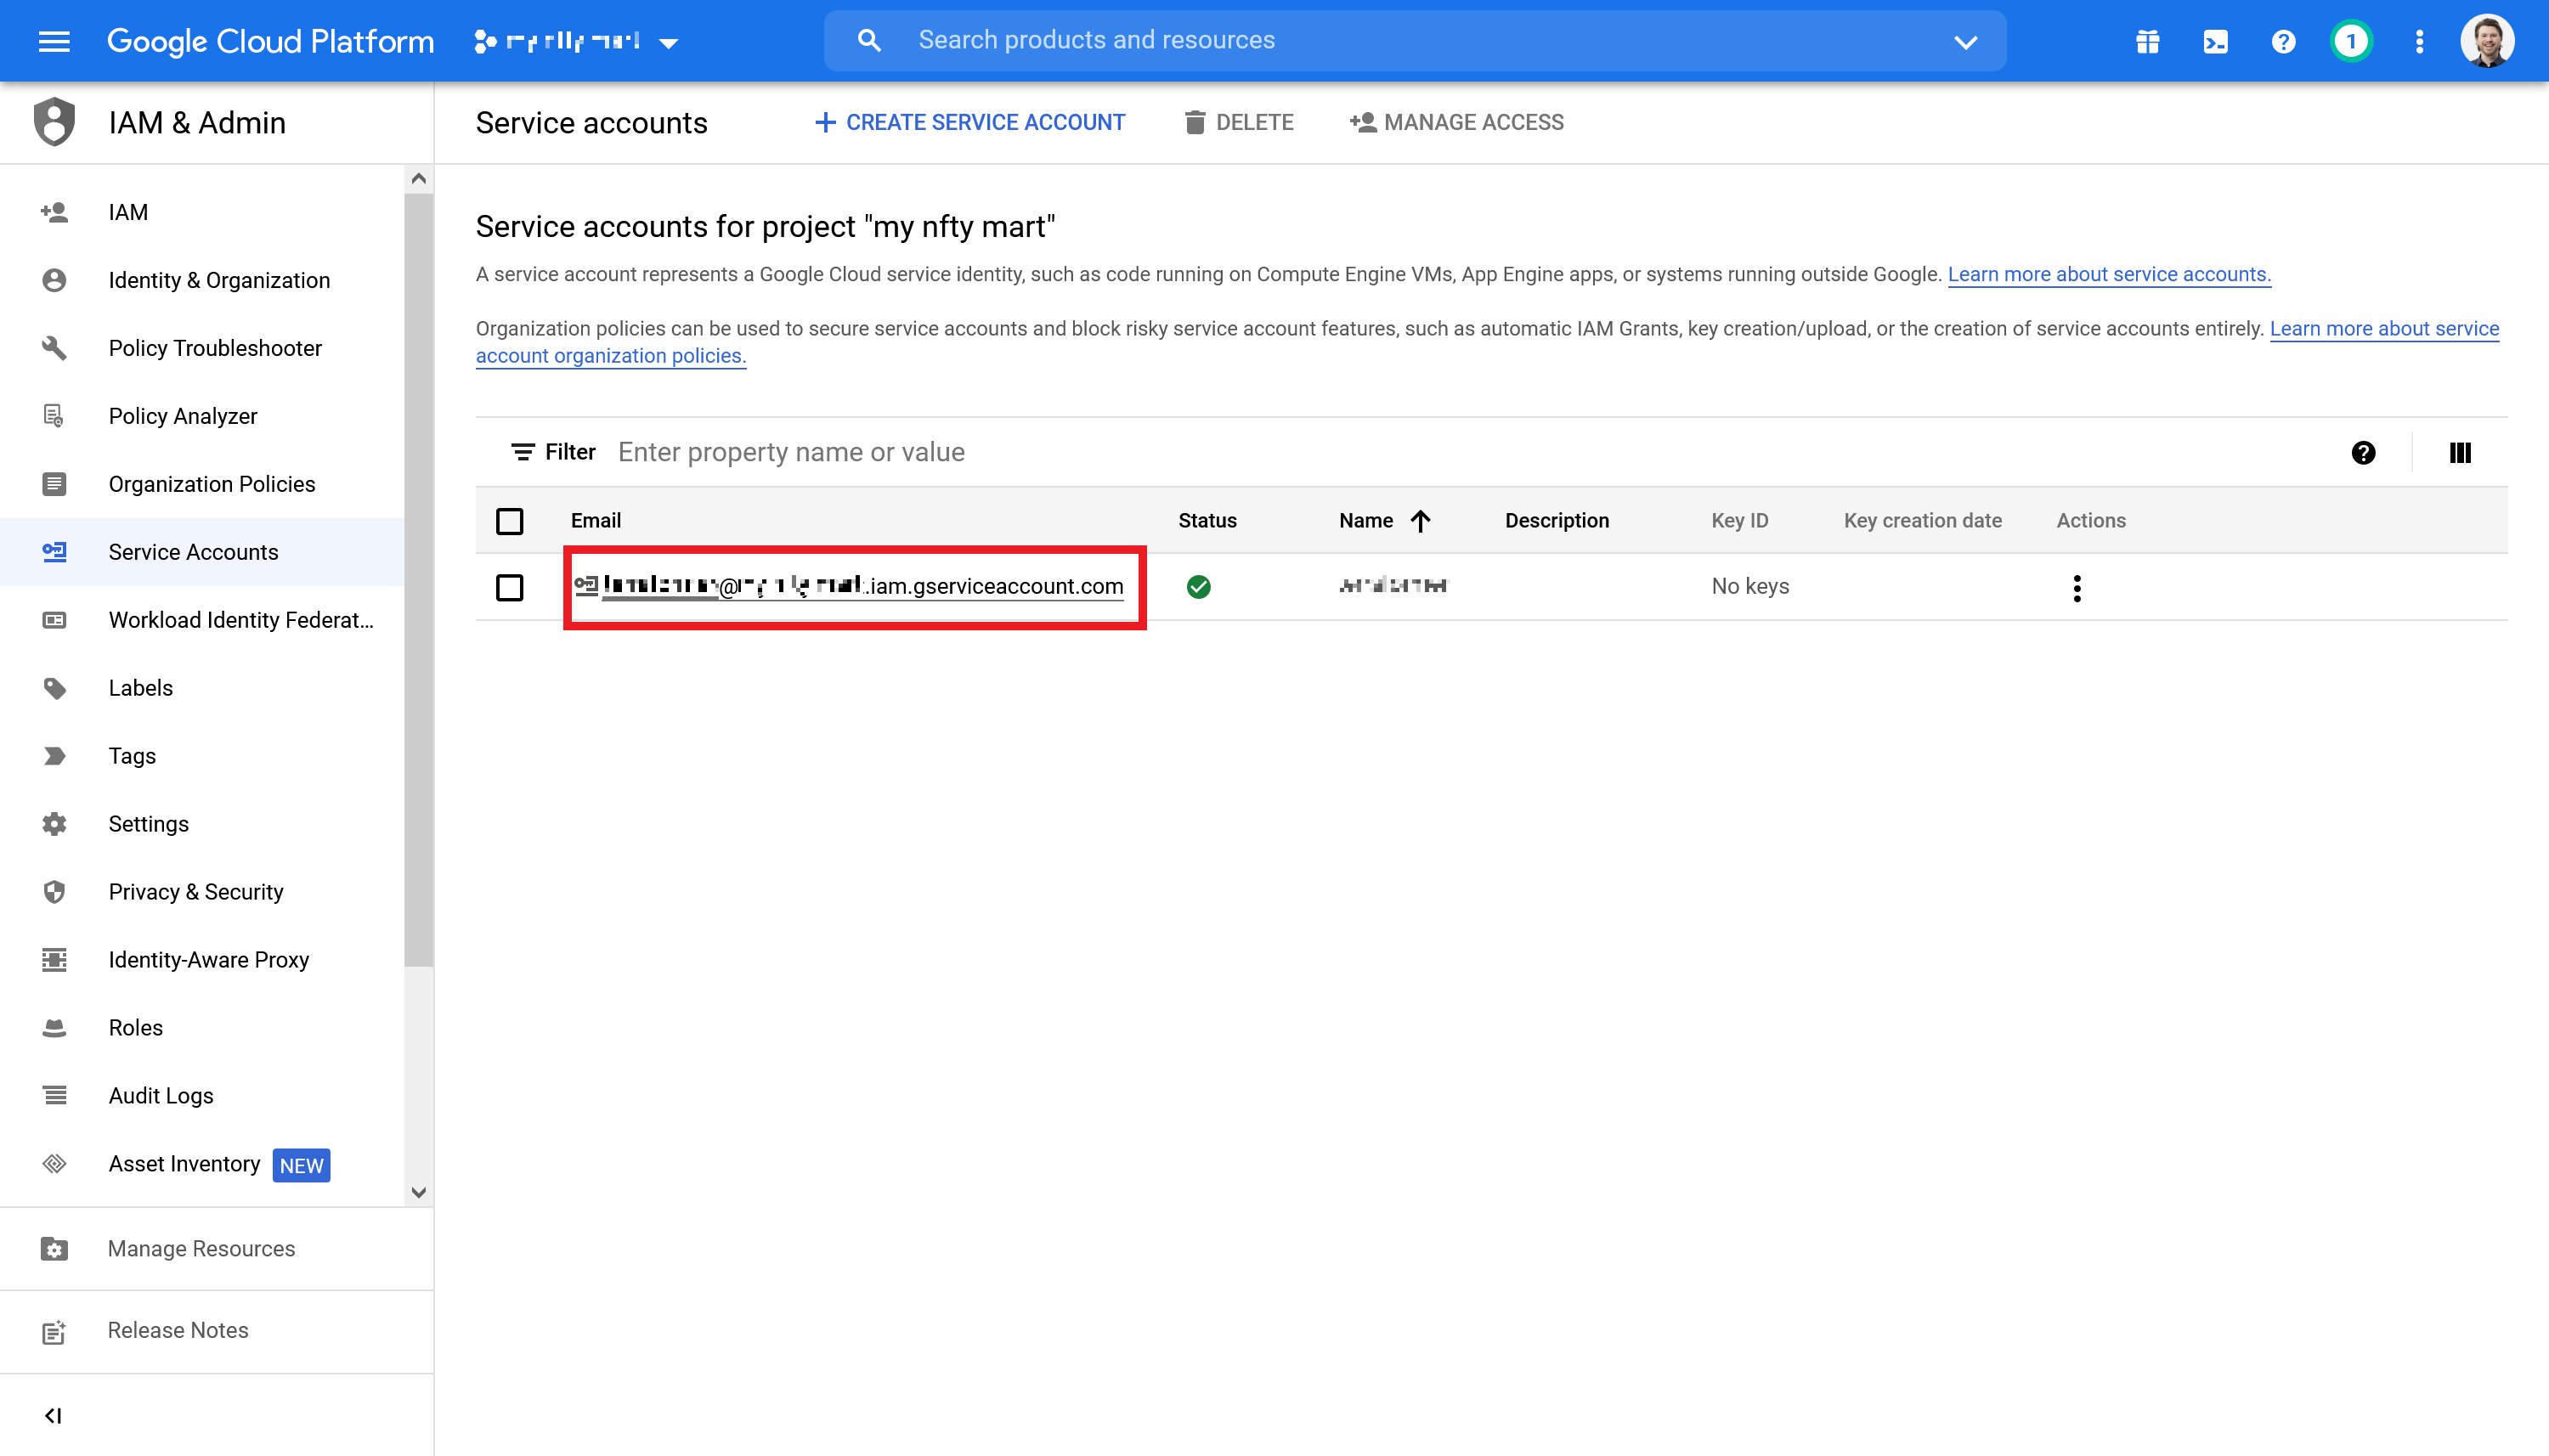 Google Cloud Platform
Search products and resources
1
IAM & Admin
Service accounts
CREATE SERVICE ACCOUNT
DELETE
MANAGE ACCESS
IAM
Identity & Organization
Policy Troubleshooter
Policy Analyzer
Organization Policies
Service Accounts
Workload Identity Federat...
Labels
Tags
Settings
Privacy & Security
Identity-Aware Proxy
Roles
Audit Logs
Asset Inventory NEW
Manage Resources
Release Notes
Service accounts for project "my nfty mart"
A service account represents a Google Cloud service identity, such as code running on Compute Engine VMs, App Engine apps, or systems running outside Google. Learn more about service accounts.
Organization policies can be used to secure service accounts and block risky service account features, such as automatic IAM Grants, key creation/upload, or the creation of service accounts entirely. Learn more about service
account organization policies.
Filter Enter property name or value
Email Status Name Description Key ID Key creation date Actions
@ .iam.gserviceaccount.com No keys